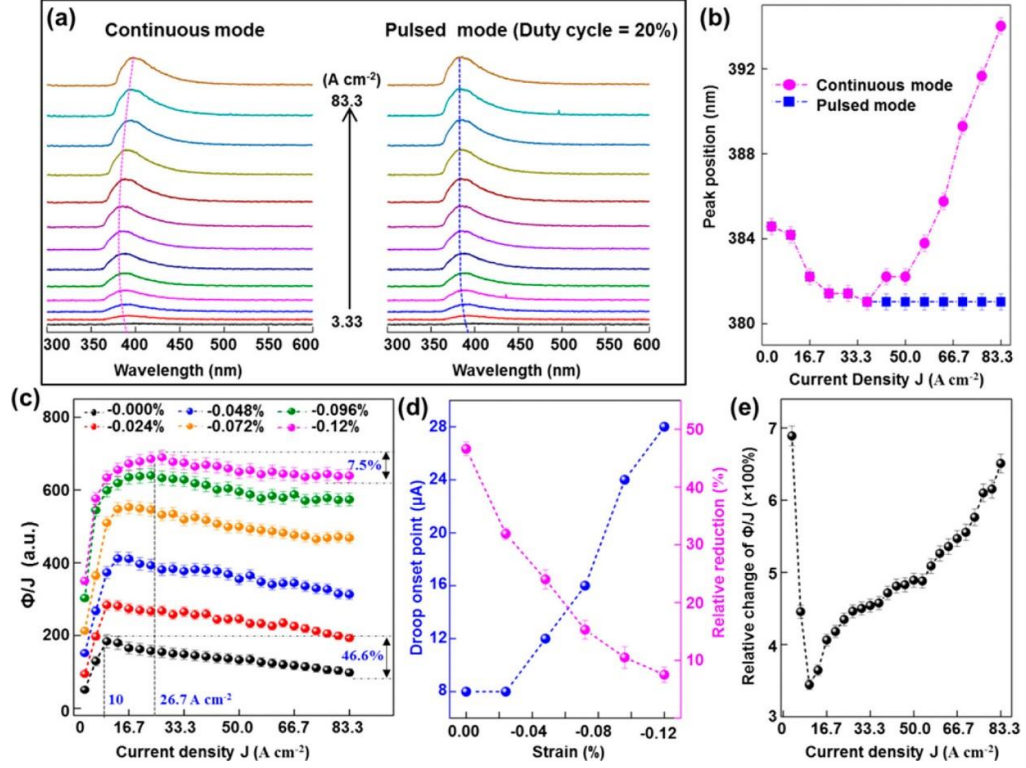 (a)
Continuous mode
Pulsed mode (Duty cycle = 20%)
(A cm-2)
83.3
3.33
300 350 400 450 500 550 600
300 350 400 450 500 550 600
Wavelength (nm)
Wavelength (nm)
(b)
Peak position (nm)
392
388
384
380
Continuous mode
Pulsed mode
0.0 16.7 33.3 50.0 66.7 83.3
Current Density J (A cm-2)
(c)
Φ/J (a.u.)
800
600
400
200
0
-0.000%
-0.048%
-0.096%
-0.024%
-0.072%
-0.12%
7.5%
46.6%
10
26.7 A cm-2
0.0 16.7 33.3 50.0 66.7 83.3
Current density J (A cm-2)
(d)
Droop onset point (μA)
28
24
20
16
12
8
Relative reduction (%)
50
40
30
20
10
0.00 -0.04 -0.08 -0.12
Strain (%)
(e)
Relative change of Φ/J (×100%)
7
6
5
4
3
0.0 16.7 33.3 50.0 66.7 83.3
Current density J (A cm-2)